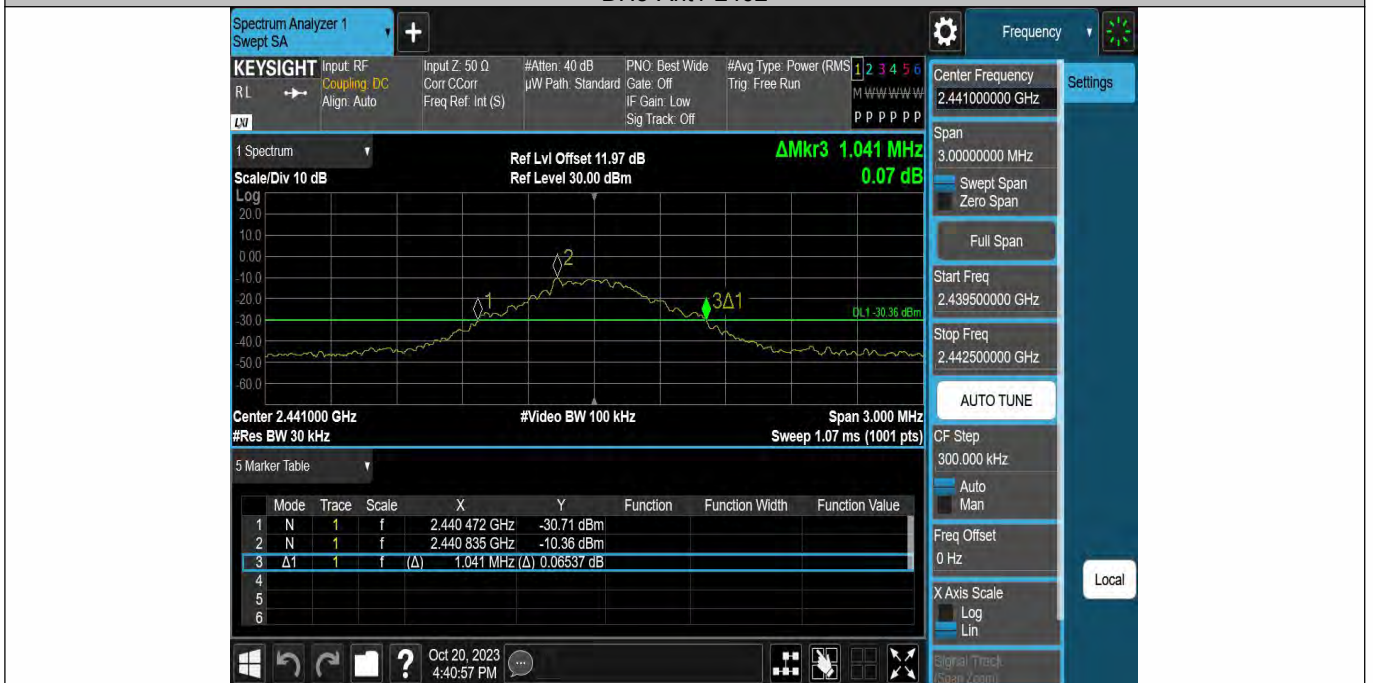 Spectrum Analyzer 1
Swept SA
+
Frequency
KEYSIGHT
RL
LXI
Input: RF
Coupling: DC
Align: Auto
Input Z: 50 Ω
Corr CCorr
Freq Ref: Int (S)
#Atten: 40 dB
µW Path: Standard
PNO: Best Wide
Gate: Off
IF Gain: Low
Sig Track: Off
#Avg Type: Power (RMS
Trig: Free Run
1 2 3 4 5 6
M W W W W W
P P P P P P
1 Spectrum
Scale/Div 10 dB
Ref Lvl Offset 11.97 dB
Ref Level 30.00 dBm
ΔMkr3 1.041 MHz
0.07 dB
Log
20.0
10.0
0.00
-10.0
-20.0
-30.0
-40.0
-50.0
-60.0
1
2
3Δ1
DL1 -30.36 dBm
Center 2.441000 GHz
#Video BW 100 kHz
Span 3.000 MHz
#Res BW 30 kHz
Sweep 1.07 ms (1001 pts)
5 Marker Table
Mode Trace Scale X Y Function Function Width Function Value
1 N 1 f 2.440 472 GHz -30.71 dBm
2 N 1 f 2.440 835 GHz -10.36 dBm
3 Δ1 1 f (Δ) 1.041 MHz (Δ) 0.06537 dB
4
5
6
?
Oct 20, 2023
4:40:57 PM
Center Frequency
2.441000000 GHz
Settings
Span
3.00000000 MHz
Swept Span
Zero Span
Full Span
Start Freq
2.439500000 GHz
Stop Freq
2.442500000 GHz
AUTO TUNE
CF Step
300.000 kHz
Auto
Man
Freq Offset
0 Hz
X Axis Scale
Log
Lin
Local
Signal Track
(Span Zoom)